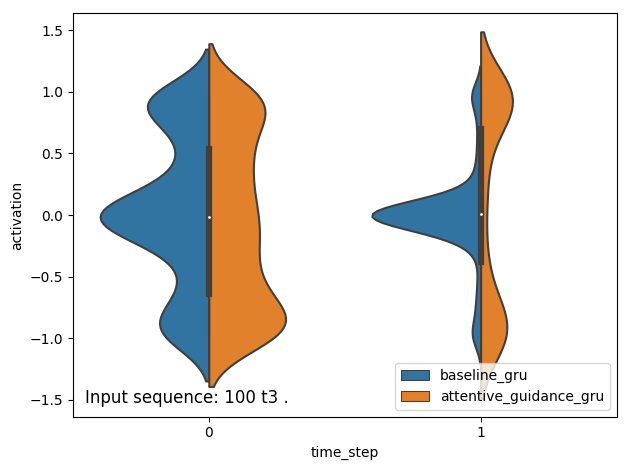 1.5
1.0
0.5
0.0
−0.5
−1.0
−1.5
activation
Input sequence: 100 t3 .
baseline_gru
attentive_guidance_gru
0
1
time_step